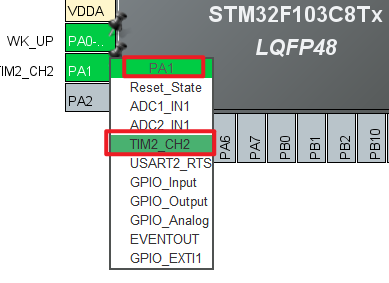 VDDA
STM32F103C8Tx
LQFP48
WK_UP
PA0-..
TIM2_CH2
PA1
PA2
PA1
Reset_State
ADC1_IN1
ADC2_IN1
TIM2_CH2
USART2_RTS
GPIO_Input
GPIO_Output
GPIO_Analog
EVENTOUT
GPIO_EXTI1
PA6
PA7
PB0
PB1
PB2
PB10